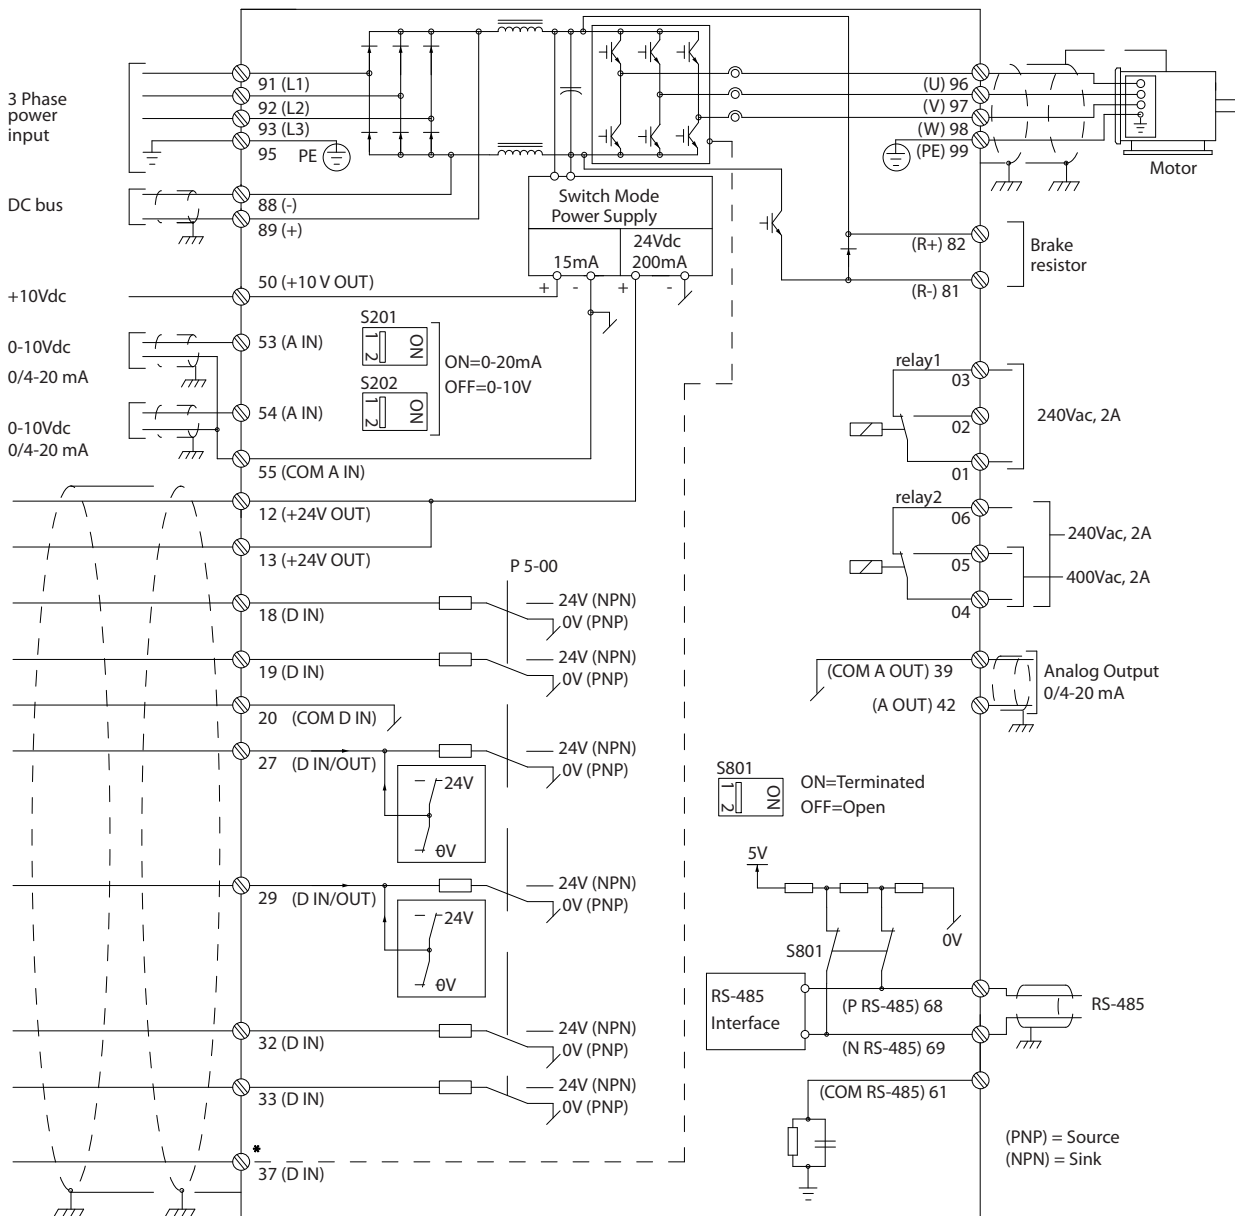 3 Phase
power
input
91 (L1)
92 (L2)
93 (L3)
95 PE
DC bus
88 (-)
89 (+)
+10Vdc
50 (+10 V OUT)
0-10Vdc
0/4-20 mA
53 (A IN)
0-10Vdc
0/4-20 mA
54 (A IN)
55 (COM A IN)
12 (+24V OUT)
13 (+24V OUT)
18 (D IN)
19 (D IN)
20 (COM D IN)
27 (D IN/OUT)
24V
0V
29 (D IN/OUT)
24V
0V
32 (D IN)
33 (D IN)
*
37 (D IN)
S201
1 2 ON
S202
1 2 ON
ON=0-20mA
OFF=0-10V
Switch Mode
Power Supply
24Vdc
15mA 200mA
+ - + -
P 5-00
24V (NPN)
0V (PNP)
24V (NPN)
0V (PNP)
24V (NPN)
0V (PNP)
24V (NPN)
0V (PNP)
24V (NPN)
0V (PNP)
24V (NPN)
0V (PNP)
(U) 96
(V) 97
(W) 98
(PE) 99
Motor
(R+) 82
(R-) 81
Brake
resistor
relay1
03
02
01
240Vac, 2A
relay2
06
05
04
240Vac, 2A
400Vac, 2A
(COM A OUT) 39
(A OUT) 42
Analog Output
0/4-20 mA
S801
1 2 ON
ON=Terminated
OFF=Open
5V
0V
S801
RS-485
Interface
(P RS-485) 68
(N RS-485) 69
(COM RS-485) 61
RS-485
(PNP) = Source
(NPN) = Sink